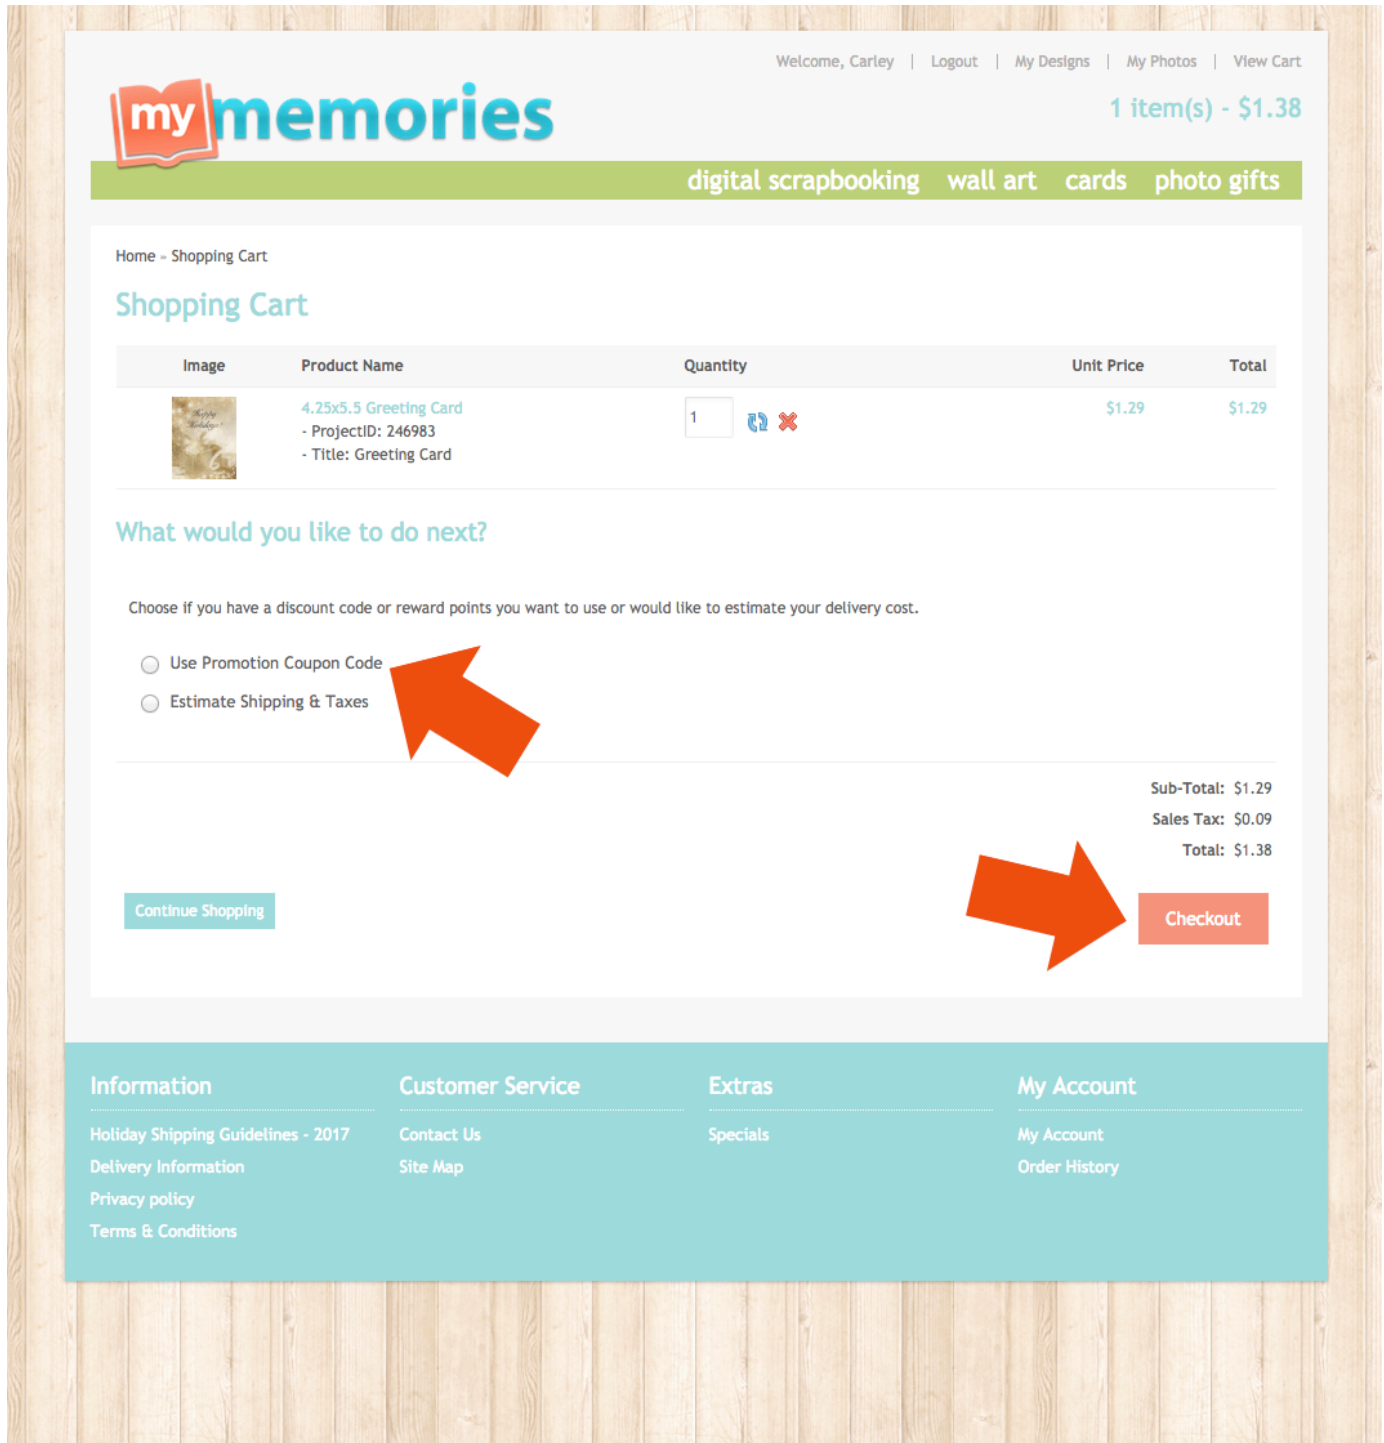 Welcome, Carley | Logout | My Designs | My Photos | View Cart
my memories
1 item(s) - $1.38
digital scrapbooking wall art cards photo gifts
Home » Shopping Cart
Shopping Cart
Image Product Name Quantity Unit Price Total
Happy
Holidays!
4.25x5.5 Greeting Card 1 $1.29 $1.29
- ProjectID: 246983
- Title: Greeting Card
What would you like to do next?
Choose if you have a discount code or reward points you want to use or would like to estimate your delivery cost.
Use Promotion Coupon Code
Estimate Shipping & Taxes
Sub-Total: $1.29
Sales Tax: $0.09
Total: $1.38
Continue Shopping
Checkout
Information Customer Service Extras My Account
Holiday Shipping Guidelines - 2017 Contact Us Specials My Account
Delivery Information Site Map Order History
Privacy policy
Terms & Conditions